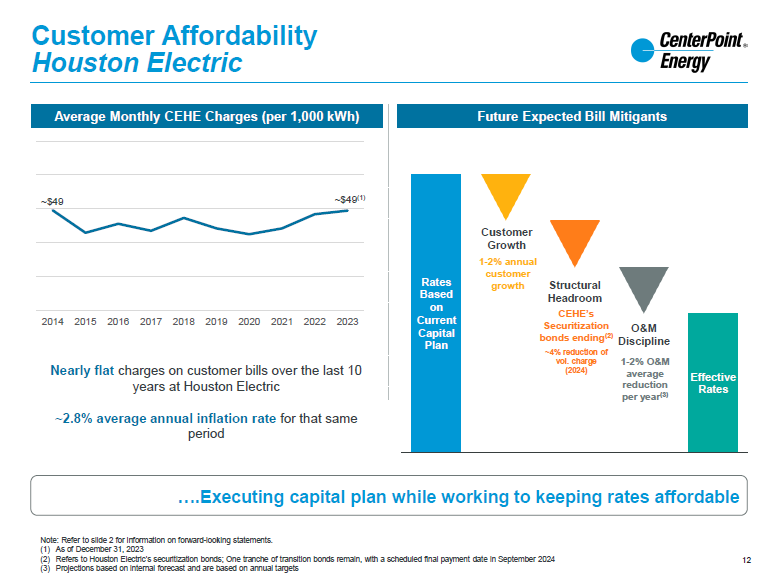 Customer Affordability
Houston Electric
CenterPoint®
Energy
Average Monthly CEHE Charges (per 1,000 kWh)
~$49
~$49(1)
2014 2015 2016 2017 2018 2019 2020 2021 2022 2023
Nearly flat charges on customer bills over the last 10
years at Houston Electric
~2.8% average annual inflation rate for that same
period
Future Expected Bill Mitigants
Rates
Based
on
Current
Capital
Plan
Customer
Growth
1-2% annual
customer
growth
Structural
Headroom
CEHE's
Securitization
bonds ending(2)
~4% reduction of
vol. charge
(2024)
O&M
Discipline
1-2% O&M
average
reduction
per year(3)
Effective
Rates
….Executing capital plan while working to keeping rates affordable
Note: Refer to slide 2 for information on forward-looking statements.
(1) As of December 31, 2023
(2) Refers to Houston Electric's securitization bonds; One tranche of transition bonds remain, with a scheduled final payment date in September 2024
(3) Projections based on internal forecast and are based on annual targets
12